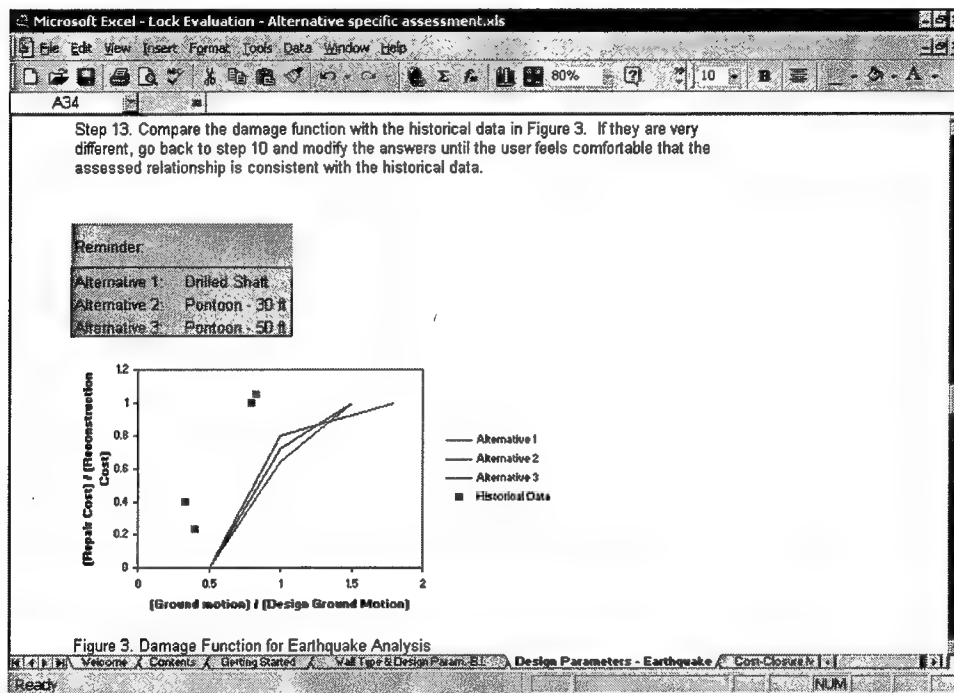 Microsoft Excel - Lock Evaluation - Alternative specific assessment.xls
File Edit View Insert Format Tools Data Window Help
80% 10 B A
A34 =
Step 13. Compare the damage function with the historical data in Figure 3. If they are very
different, go back to step 10 and modify the answers until the user feels comfortable that the
assessed relationship is consistent with the historical data.
Reminder:
Alternative 1: Drilled Shaft
Alternative 2: Pontoon - 30 ft
Alternative 3: Pontoon - 50 ft
(Repair Cost) / (Reconstruction
Cost)
1.2
1
0.8
0.6
0.4
0.2
0
0 0.5 1 1.5 2
(Ground motion) / (Design Ground Motion)
Alternative 1
Alternative 2
Alternative 3
Historical Data
Figure 3. Damage Function for Earthquake Analysis
Welcome Contents Getting Started Wall Type & Design Param. Design Parameters - Earthquake Cost-Closure
Ready NUM